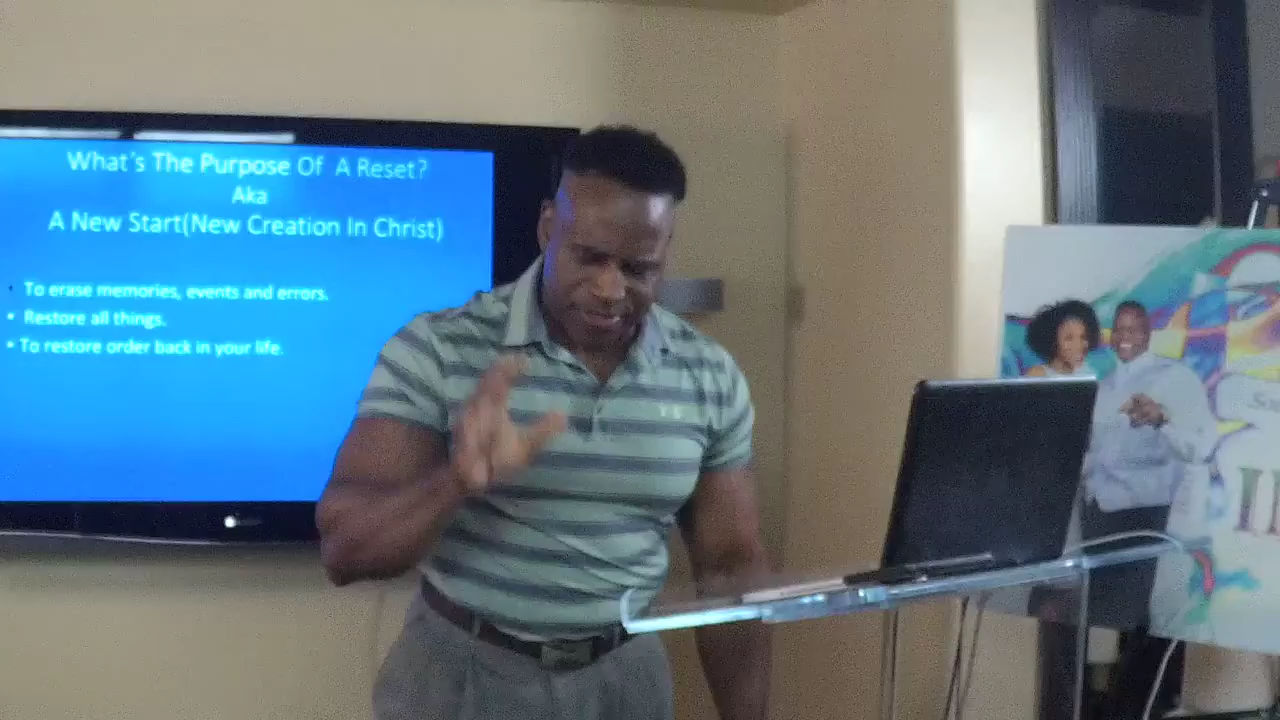 What's The Purpose Of A Reset?
Aka
A New Start(New Creation In Christ)
• To erase memories, events and errors.
• Restore all things.
• To restore order back in your life.